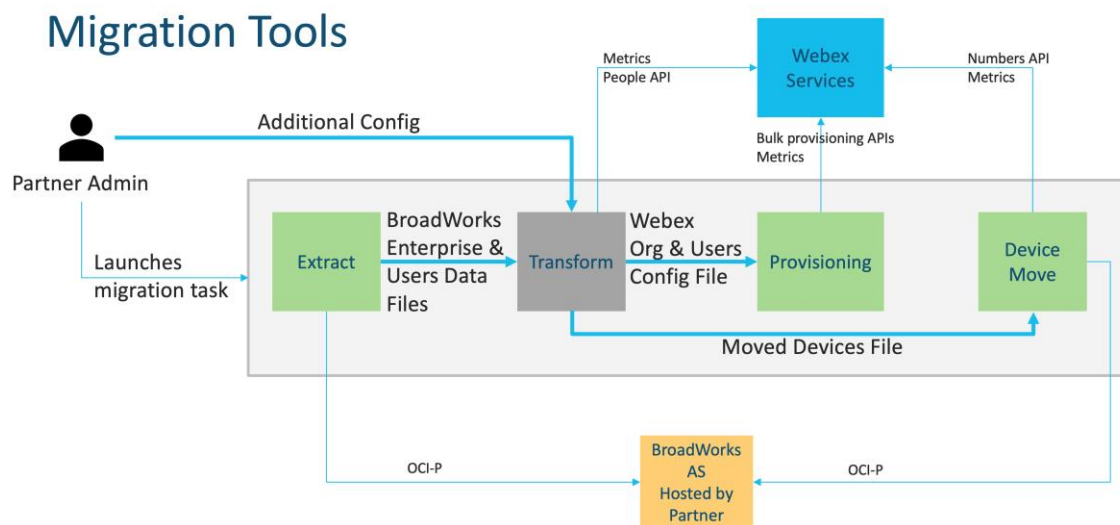 Migration Tools
Metrics
People API
Webex
Services
Numbers API
Metrics
Additional Config
Bulk provisioning APIs
Metrics
Partner Admin
Launches
migration task
Extract
BroadWorks
Enterprise &
Users Data
Files
Transform
Webex
Org & Users
Config File
Provisioning
Device
Move
Moved Devices File
OCI-P
BroadWorks
AS
Hosted by
Partner
OCI-P